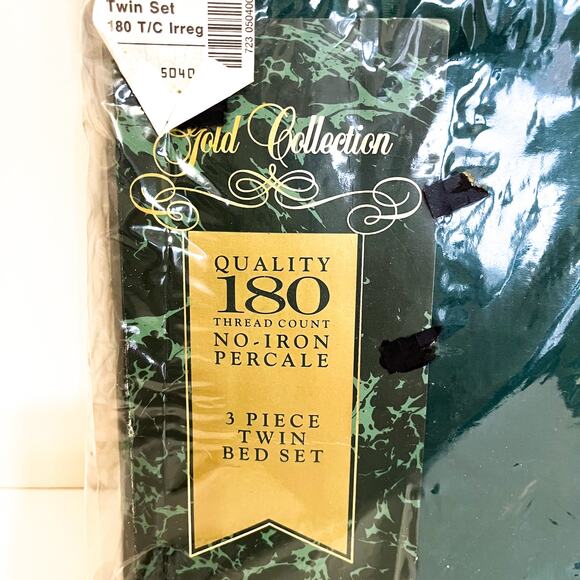 Twin Set
180 T/C Irreg
5040
Gold Collection
QUALITY
180
THREAD COUNT
NO-IRON
PERCALE
3 PIECE
TWIN
BED SET